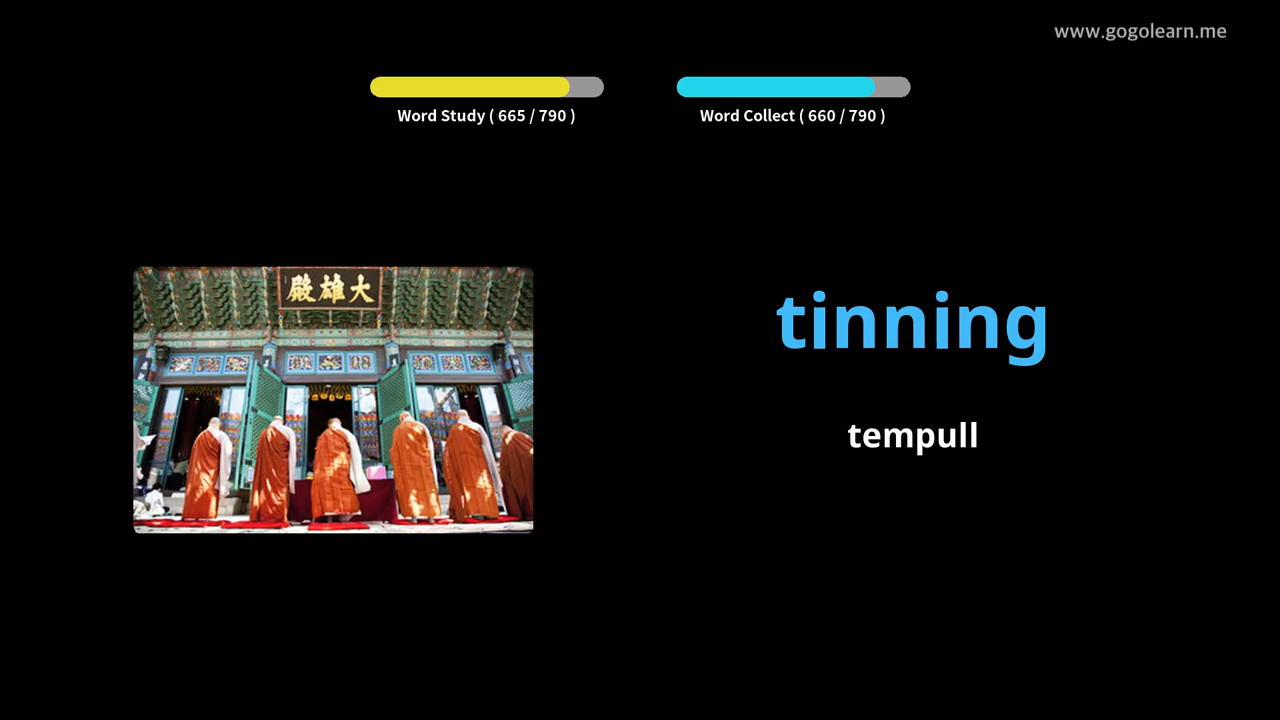 www.gogolearn.me
Word Study ( 665 / 790 )
Word Collect ( 660 / 790 )
殿雄大
tinning
tempull